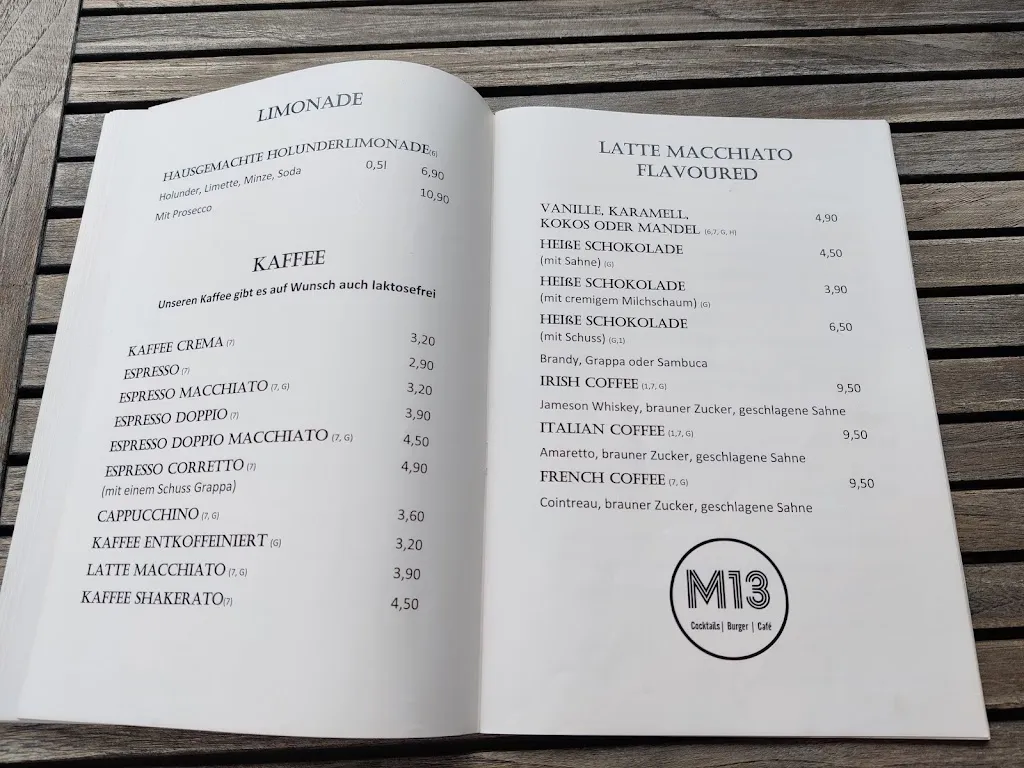 LIMONADE
HAUSGEMACHTE HOLUNDERLIMONADE(6)
Holunder, Limette, Minze, Soda 0,5l 6,90
Mit Prosecco 10,90
KAFFEE
Unseren Kaffee gibt es auf Wunsch auch laktosefrei
KAFFEE CREMA (7) 3,20
ESPRESSO (7) 2,90
ESPRESSO MACCHIATO (7, G) 3,20
ESPRESSO DOPPIO (7) 3,90
ESPRESSO DOPPIO MACCHIATO (7, G) 4,50
ESPRESSO CORRETTO (7) 4,90
(mit einem Schuss Grappa)
CAPPUCCHINO (7, G) 3,60
KAFFEE ENTKOFFEINIERT (G) 3,20
LATTE MACCHIATO (7, G) 3,90
KAFFEE SHAKERATO(7) 4,50
LATTE MACCHIATO
FLAVOURED
VANILLE, KARAMELL, 4,90
KOKOS ODER MANDEL (6,7, G, H)
HEIßE SCHOKOLADE 4,50
(mit Sahne) (G)
HEIßE SCHOKOLADE 3,90
(mit cremigem Milchschaum) (G)
HEIßE SCHOKOLADE 6,50
(mit Schuss) (G,1)
Brandy, Grappa oder Sambuca
IRISH COFFEE (1,7, G) 9,50
Jameson Whiskey, brauner Zucker, geschlagene Sahne
ITALIAN COFFEE (1,7, G) 9,50
Amaretto, brauner Zucker, geschlagene Sahne
FRENCH COFFEE (7, G) 9,50
Cointreau, brauner Zucker, geschlagene Sahne
M13
Cocktails | Burger | Café